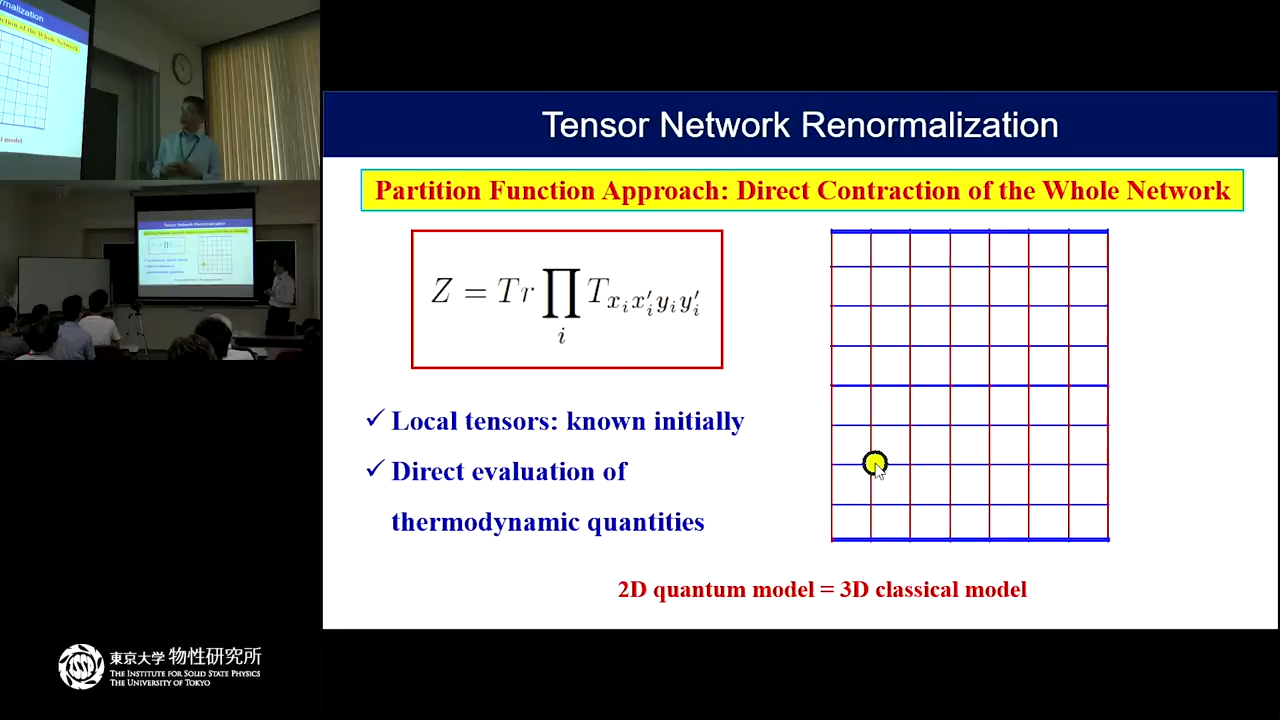 Tensor Network Renormalization
Partition Function Approach: Direct Contraction of the Whole Network
Z = Tr ∏_i T_{x_i x'_i y_i y'_i}
✓ Local tensors: known initially
✓ Direct evaluation of
thermodynamic quantities
2D quantum model = 3D classical model
東京大学 物性研究所
THE INSTITUTE FOR SOLID STATE PHYSICS
THE UNIVERSITY OF TOKYO